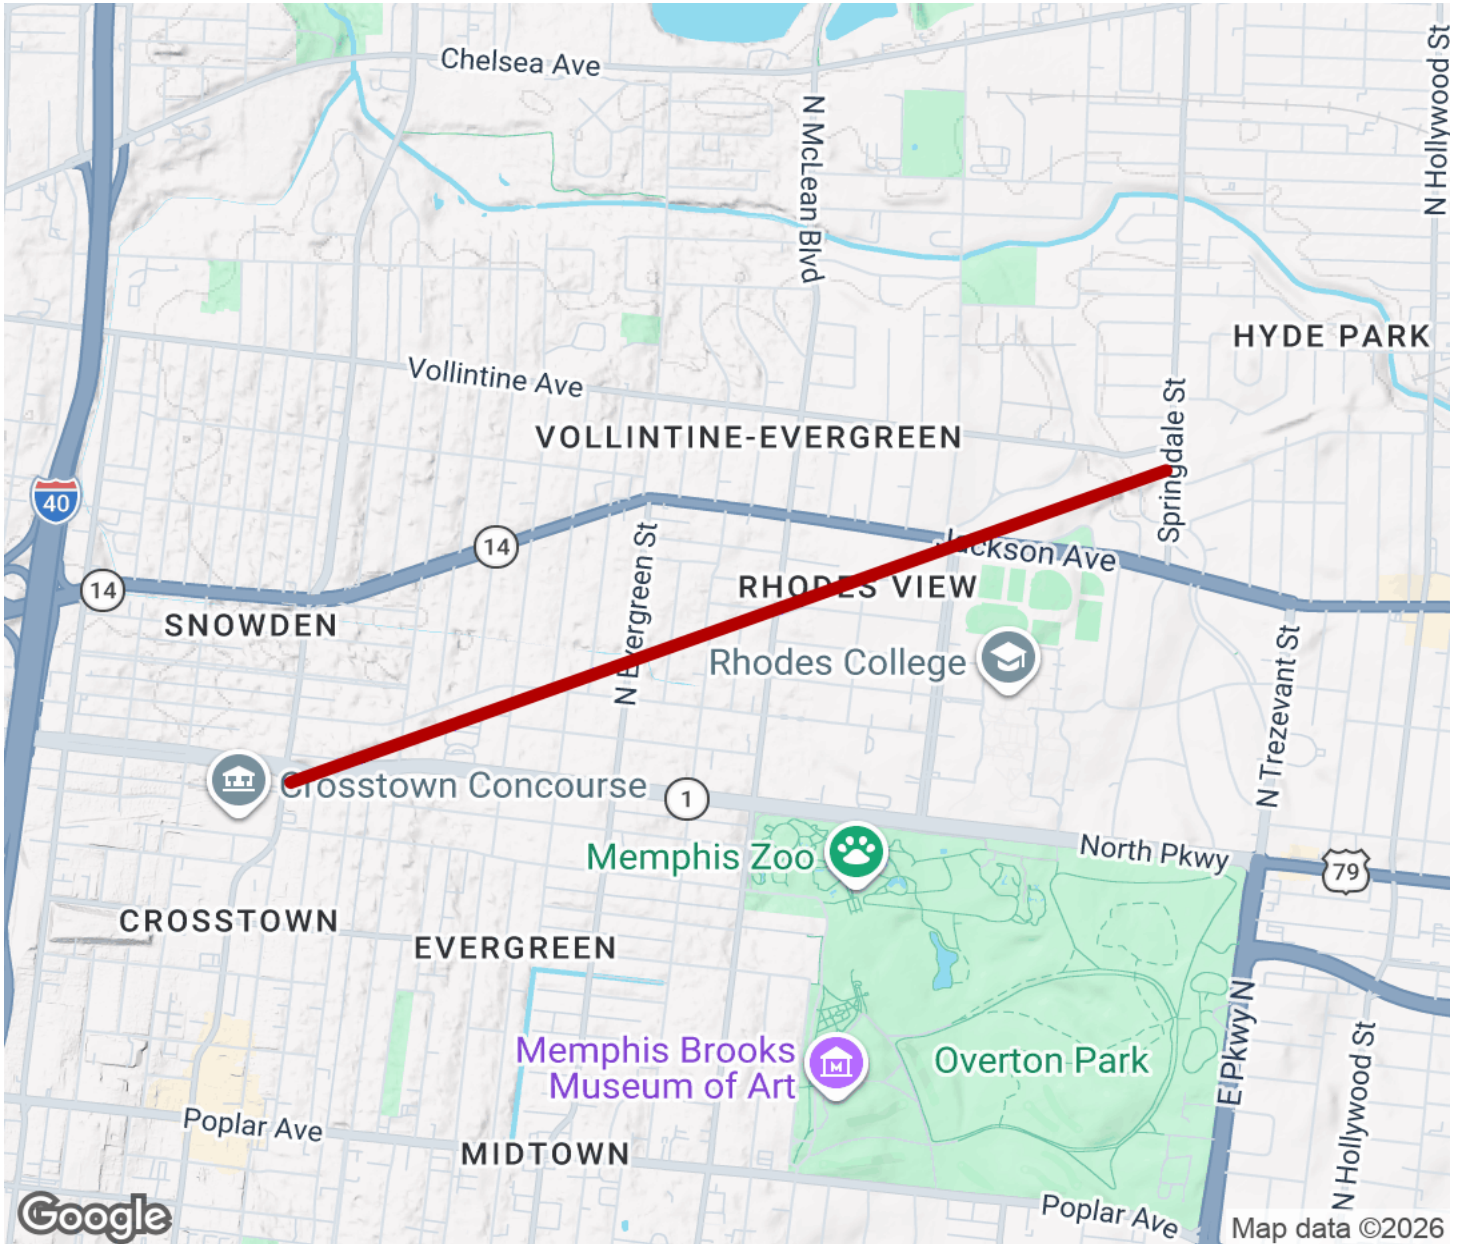 Chelsea Ave
N McLean Blvd
N Hollywood St
HYDE PARK
Vollintine Ave
Springdale St
VOLLINTINE-EVERGREEN
40
14
14
Jackson Ave
N Evergreen St
RHODES VIEW
SNOWDEN
Rhodes College
N Trezevant St
Crosstown Concourse
1
Memphis Zoo
North Pkwy
79
CROSSTOWN
EVERGREEN
E Pkwy N
Memphis Brooks
Museum of Art
M
Overton Park
N Hollywood St
Poplar Ave
MIDTOWN
Poplar Ave
Google
Map data ©2026